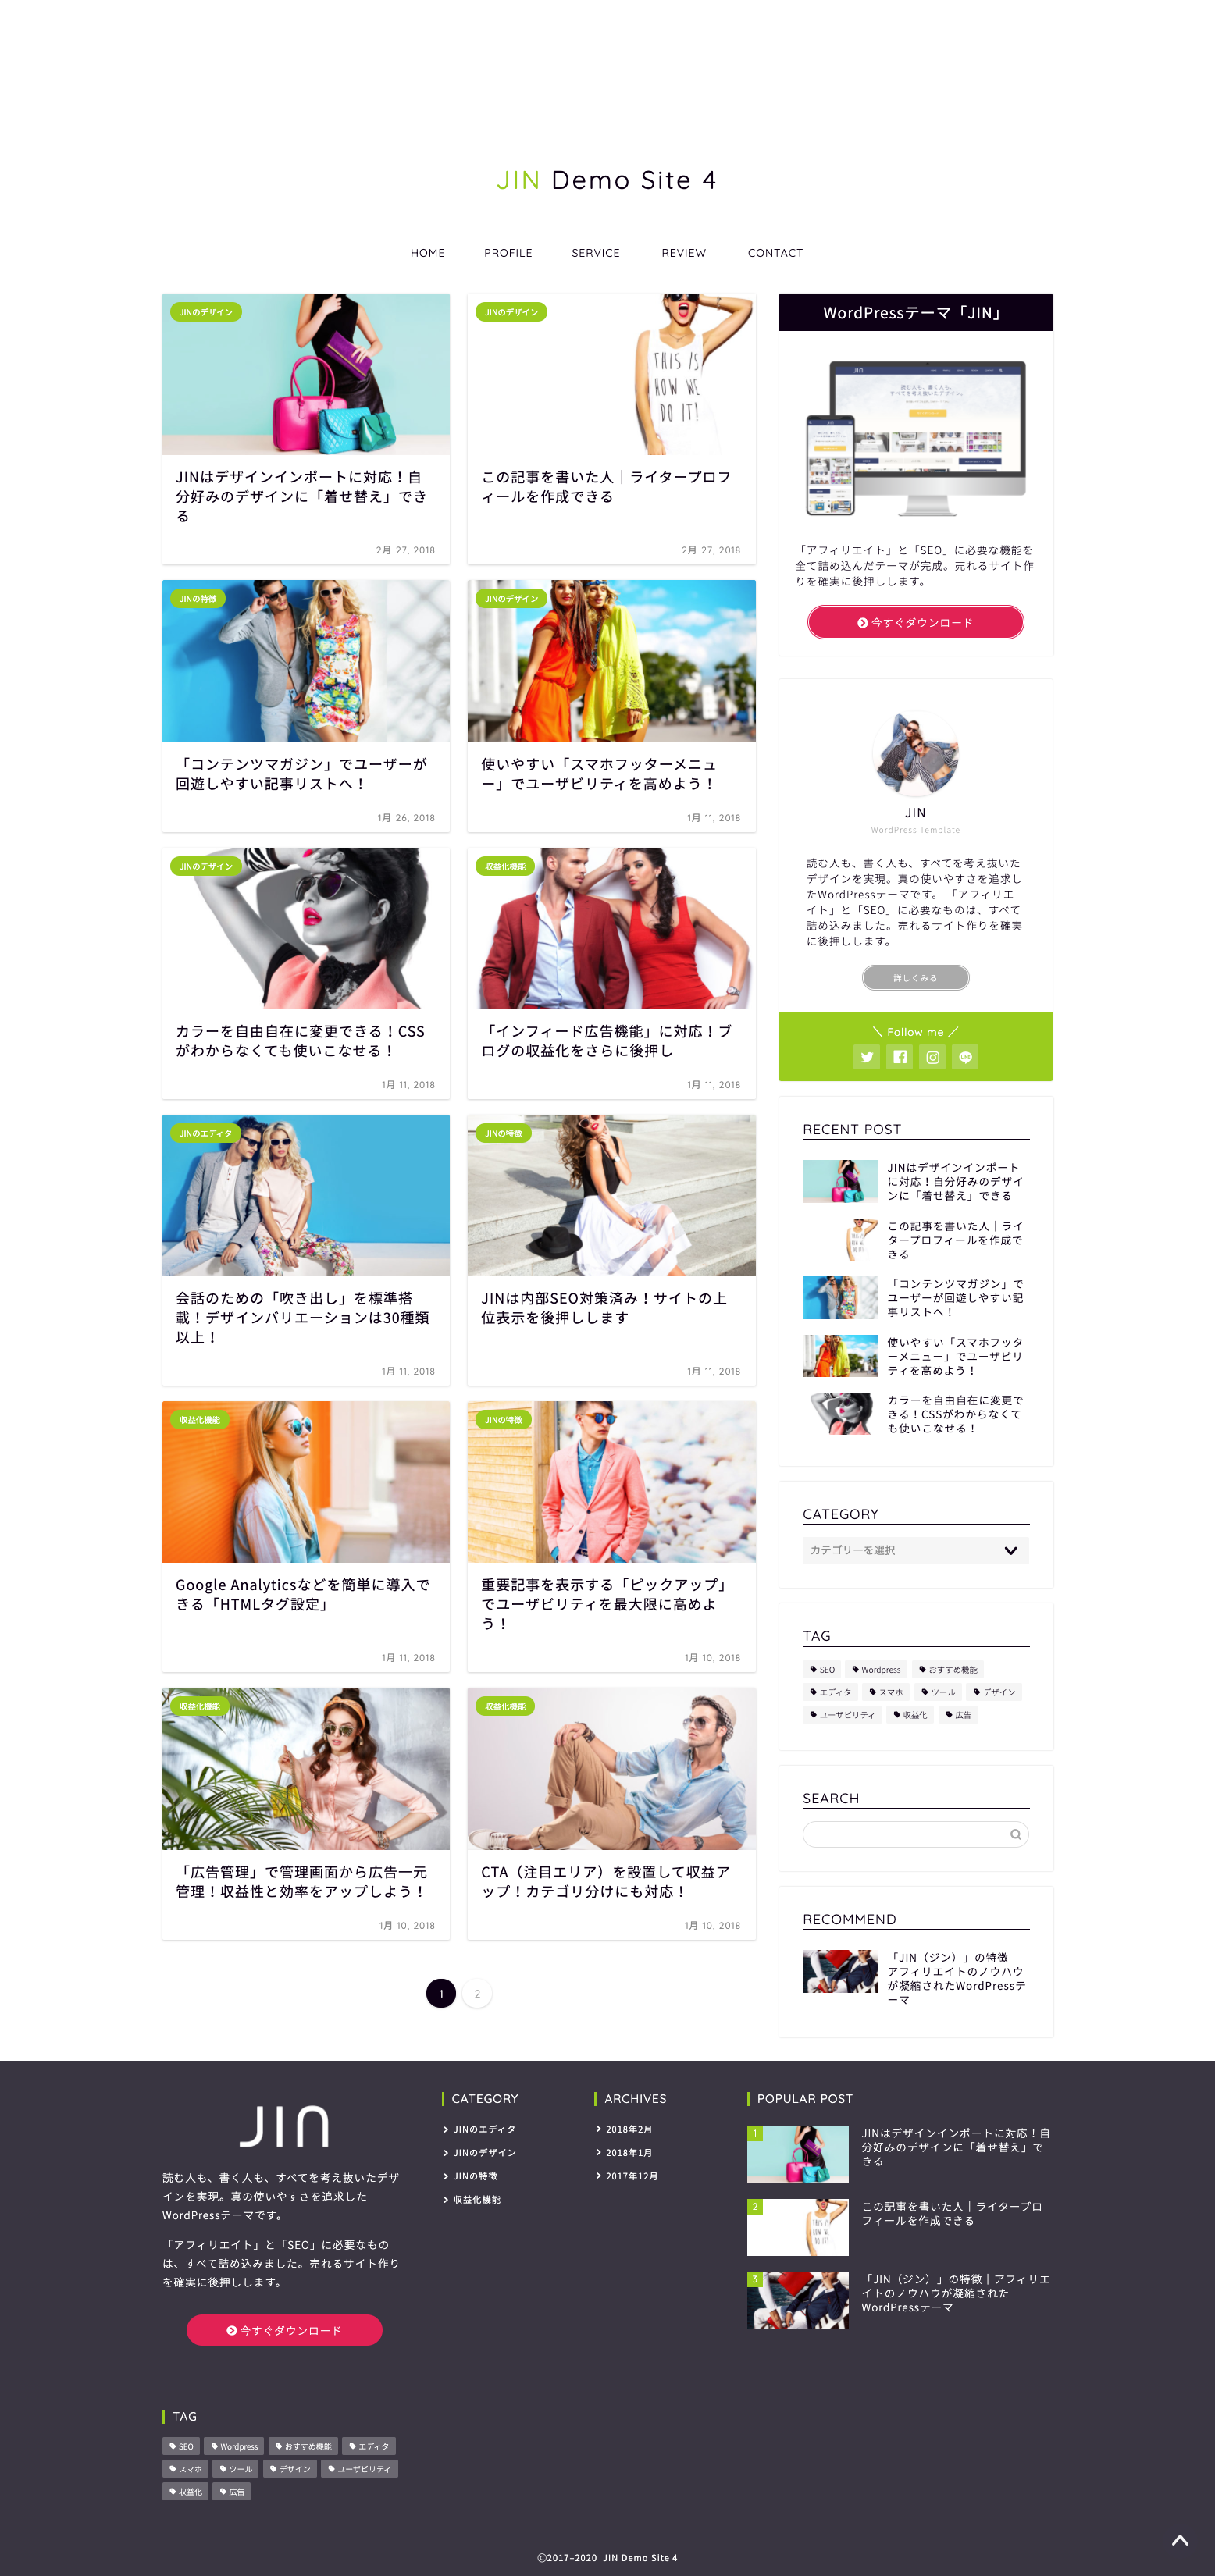 JIN Demo Site 4
HOME PROFILE SERVICE REVIEW CONTACT
JINのデザイン
JINはデザインインポートに対応！自
分好みのデザインに「着せ替え」でき
る
2月 27, 2018
JINのデザイン
THIS IS
HOW WE
DO IT!
この記事を書いた人｜ライタープロフ
ィールを作成できる
2月 27, 2018
JINの特徴
「コンテンツマガジン」でユーザーが
回遊しやすい記事リストへ！
1月 26, 2018
JINのデザイン
使いやすい「スマホフッターメニュ
ー」でユーザビリティを高めよう！
1月 11, 2018
JINのデザイン
カラーを自由自在に変更できる！CSS
がわからなくても使いこなせる！
1月 11, 2018
収益化機能
「インフィード広告機能」に対応！ブ
ログの収益化をさらに後押し
1月 11, 2018
JINのエディタ
会話のための「吹き出し」を標準搭
載！デザインバリエーションは30種類
以上！
1月 11, 2018
JINの特徴
JINは内部SEO対策済み！サイトの上
位表示を後押しします
1月 11, 2018
収益化機能
Google Analyticsなどを簡単に導入で
きる「HTMLタグ設定」
1月 11, 2018
JINの特徴
重要記事を表示する「ピックアップ」
でユーザビリティを最大限に高めよ
う！
1月 10, 2018
収益化機能
「広告管理」で管理画面から広告一元
管理！収益性と効率をアップしよう！
1月 10, 2018
収益化機能
CTA（注目エリア）を設置して収益ア
ップ！カテゴリ分けにも対応！
1月 10, 2018
1 2
WordPressテーマ「JIN」
JIN
読む人も、書く人も、
すべてを考え抜いたデザイン。
「アフィリエイト」と「SEO」に必要な機能を
全て詰め込んだテーマが完成。売れるサイト作
りを確実に後押しします。
今すぐダウンロード
JIN
WordPress Template
読む人も、書く人も、すべてを考え抜いた
デザインを実現。真の使いやすさを追求し
たWordPressテーマです。 「アフィリエ
イト」と「SEO」に必要なものは、すべて
詰め込みました。売れるサイト作りを確実
に後押しします。
詳しくみる
＼ Follow me ／
RECENT POST
JINはデザインインポート
に対応！自分好みのデザイ
ンに「着せ替え」できる
この記事を書いた人｜ライ
タープロフィールを作成で
きる
「コンテンツマガジン」で
ユーザーが回遊しやすい記
事リストへ！
使いやすい「スマホフッタ
ーメニュー」でユーザビリ
ティを高めよう！
カラーを自由自在に変更で
きる！CSSがわからなくて
も使いこなせる！
CATEGORY
カテゴリーを選択
TAG
SEO Wordpress おすすめ機能
エディタ スマホ ツール デザイン
ユーザビリティ 収益化 広告
SEARCH
RECOMMEND
「JIN（ジン）」の特徴｜
アフィリエイトのノウハウ
が凝縮されたWordPressテ
ーマ
JIN
読む人も、書く人も、すべてを考え抜いたデザ
インを実現。真の使いやすさを追求した
WordPressテーマです。
「アフィリエイト」と「SEO」に必要なもの
は、すべて詰め込みました。売れるサイト作り
を確実に後押しします。
今すぐダウンロード
CATEGORY
JINのエディタ
JINのデザイン
JINの特徴
収益化機能
ARCHIVES
2018年2月
2018年1月
2017年12月
POPULAR POST
1
JINはデザインインポートに対応！自
分好みのデザインに「着せ替え」で
きる
2
この記事を書いた人｜ライタープロ
フィールを作成できる
3
「JIN（ジン）」の特徴｜アフィリエ
イトのノウハウが凝縮された
WordPressテーマ
TAG
SEO Wordpress おすすめ機能 エディタ
スマホ ツール デザイン ユーザビリティ
収益化 広告
©2017–2020 JIN Demo Site 4